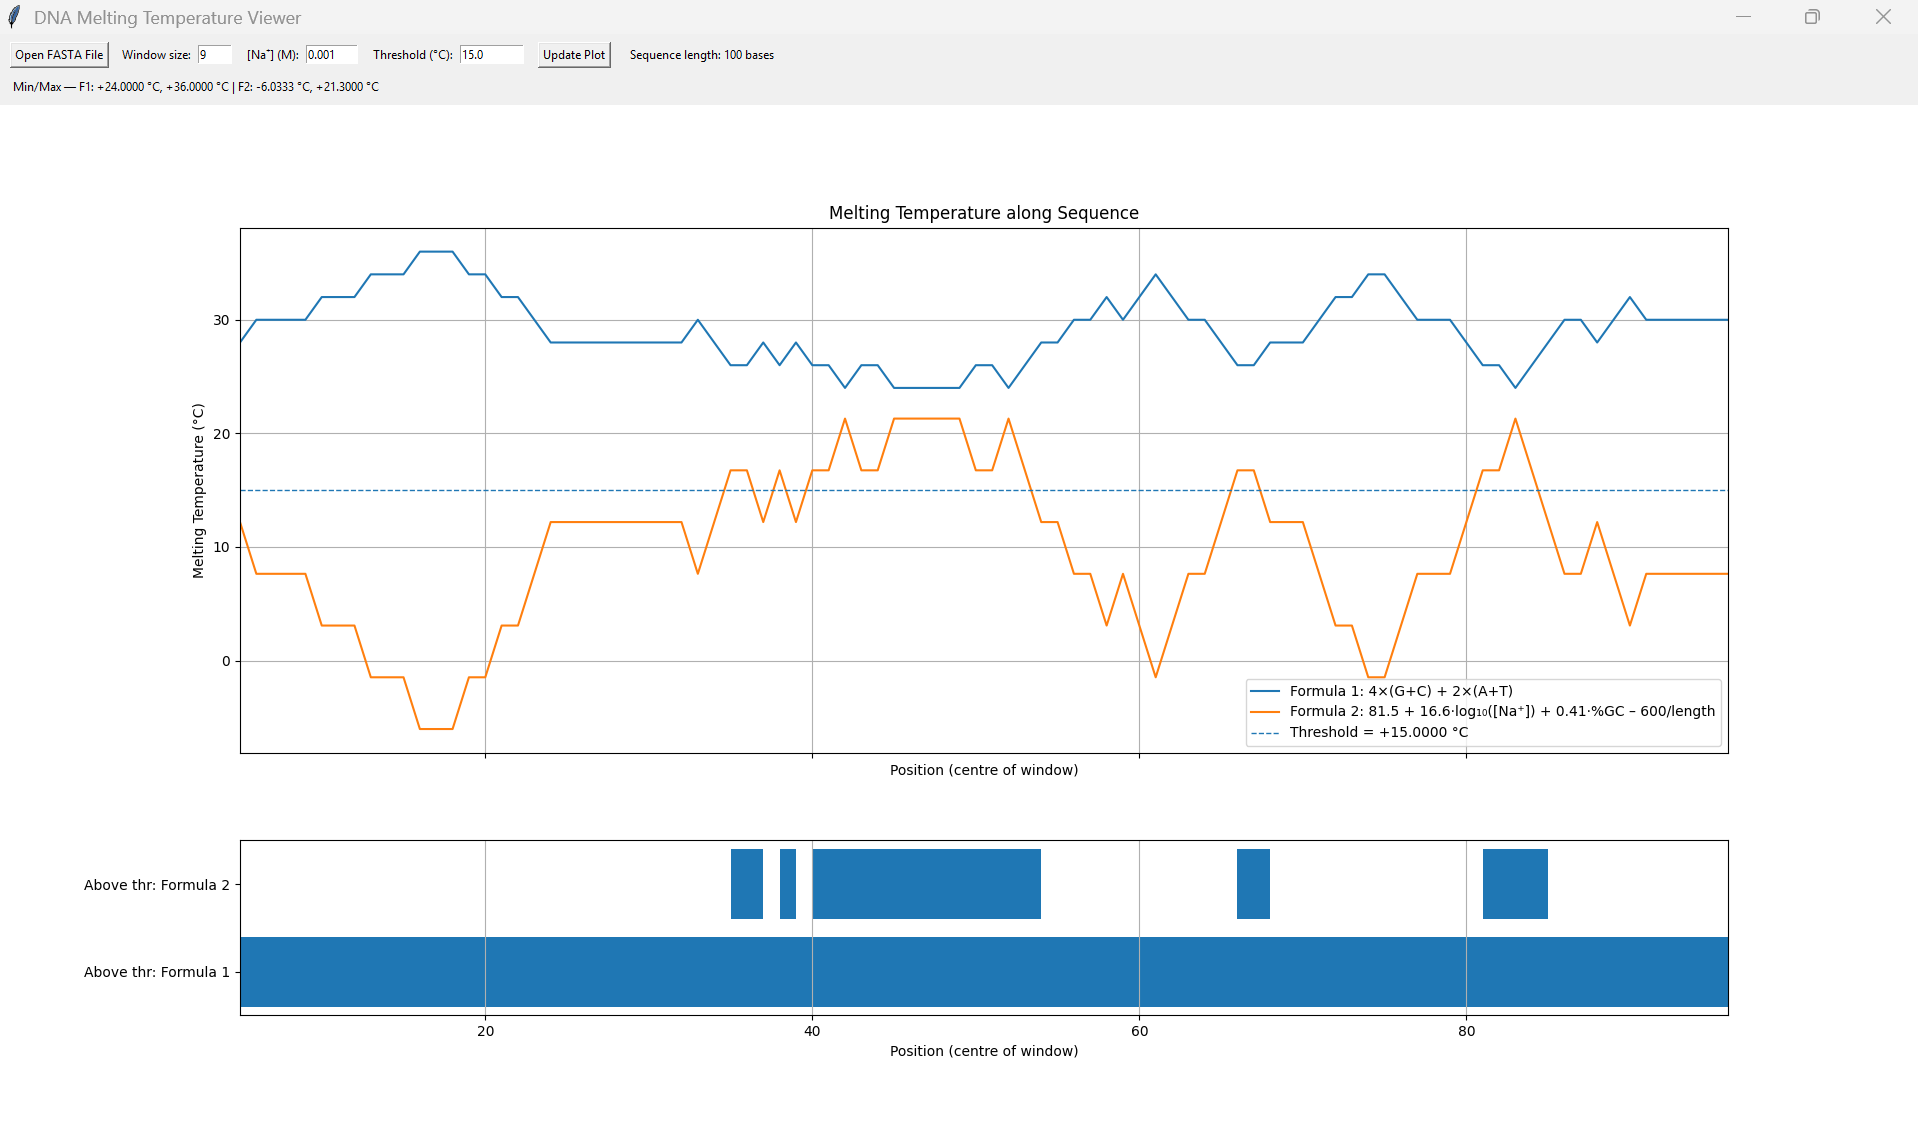 DNA Melting Temperature Viewer
Open FASTA File Window size: 9 [Na⁺] (M): 0.001 Threshold (°C): 15.0 Update Plot Sequence length: 100 bases
Min/Max — F1: +24.0000 °C, +36.0000 °C | F2: -6.0333 °C, +21.3000 °C
Melting Temperature along Sequence
30
20
10
0
Melting Temperature (°C)
Formula 1: 4×(G+C) + 2×(A+T)
Formula 2: 81.5 + 16.6·log₁₀([Na⁺]) + 0.41·%GC – 600/length
Threshold = +15.0000 °C
Position (centre of window)
Above thr: Formula 2
Above thr: Formula 1
20 40 60 80
Position (centre of window)